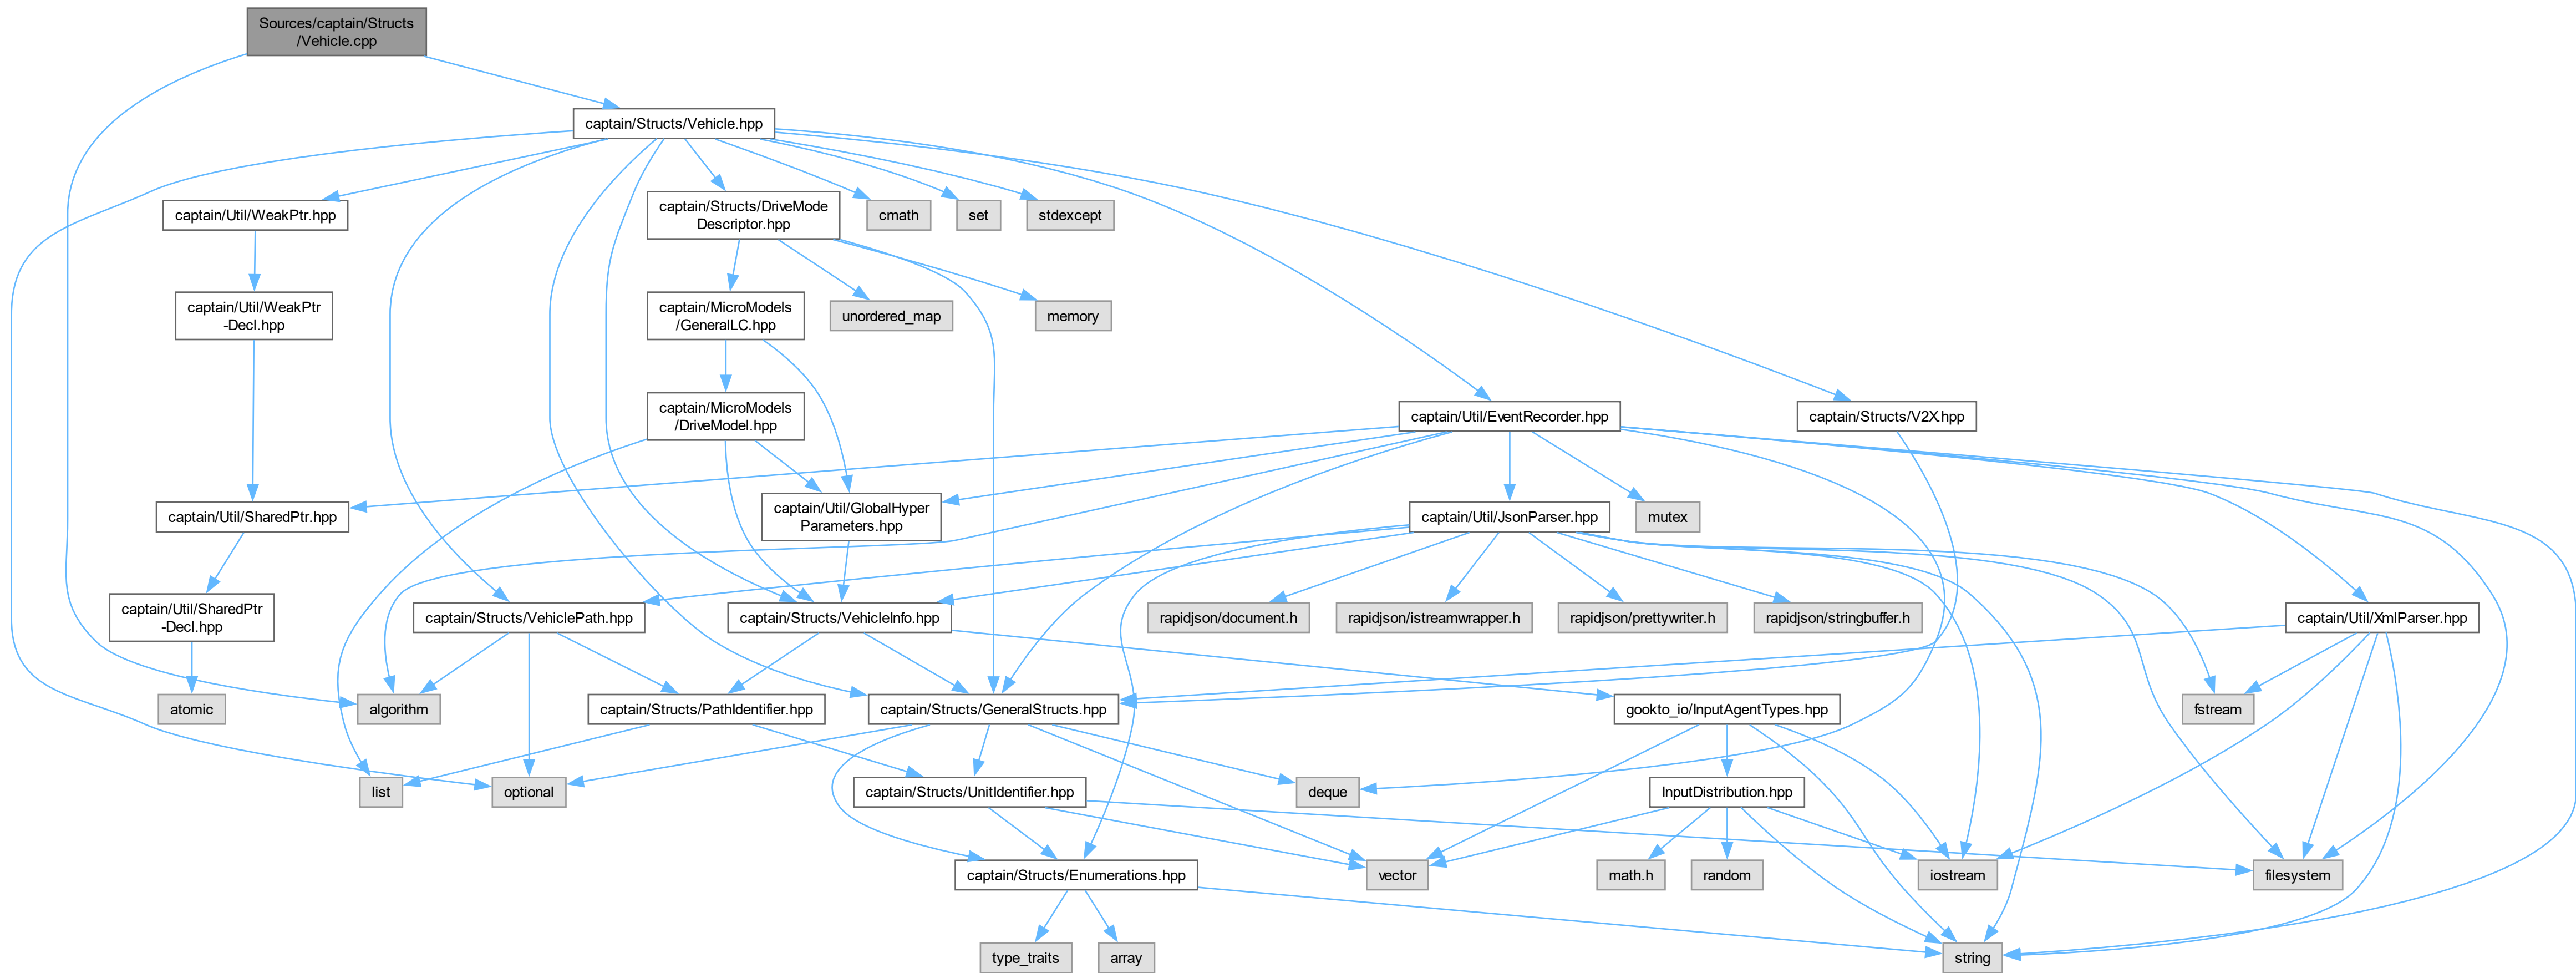 Sources/captain/Structs
/Vehicle.cpp
captain/Structs/Vehicle.hpp
captain/Util/WeakPtr.hpp
captain/Structs/DriveMode
Descriptor.hpp
cmath
set
stdexcept
captain/Util/WeakPtr
-Decl.hpp
captain/MicroModels
/GeneralLC.hpp
unordered_map
memory
captain/MicroModels
/DriveModel.hpp
captain/Util/EventRecorder.hpp
captain/Structs/V2X.hpp
captain/Util/SharedPtr.hpp
captain/Util/GlobalHyper
Parameters.hpp
captain/Util/JsonParser.hpp
mutex
captain/Util/SharedPtr
-Decl.hpp
captain/Structs/VehiclePath.hpp
captain/Structs/VehicleInfo.hpp
rapidjson/document.h
rapidjson/istreamwrapper.h
rapidjson/prettywriter.h
rapidjson/stringbuffer.h
captain/Util/XmlParser.hpp
atomic
algorithm
captain/Structs/PathIdentifier.hpp
captain/Structs/GeneralStructs.hpp
gookto_io/InputAgentTypes.hpp
fstream
list
optional
captain/Structs/UnitIdentifier.hpp
deque
InputDistribution.hpp
captain/Structs/Enumerations.hpp
vector
math.h
random
iostream
filesystem
type_traits
array
string